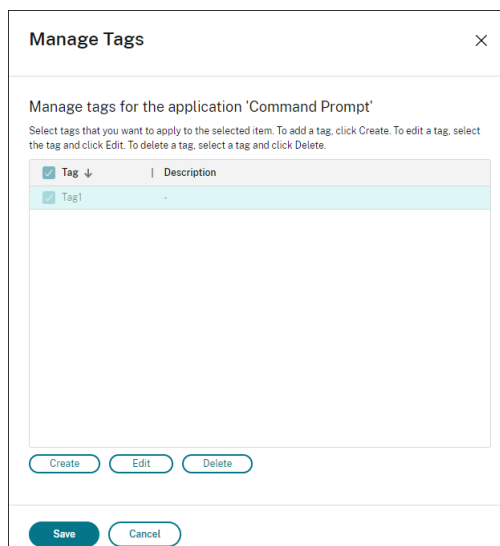 Manage Tags
Manage tags for the application 'Command Prompt'
Select tags that you want to apply to the selected item. To add a tag, click Create. To edit a tag, select
the tag and click Edit. To delete a tag, select a tag and click Delete.
Tag ↓ | Description
Tag1 -
Create Edit Delete
Save Cancel